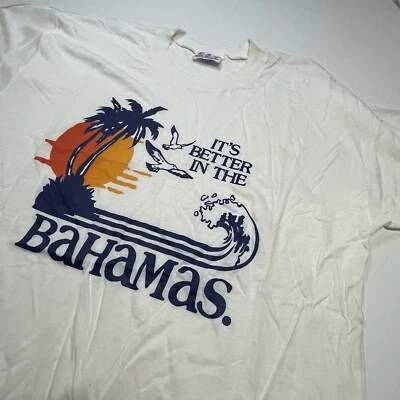 IT'S
BETTER
IN THE
BaHaMas.